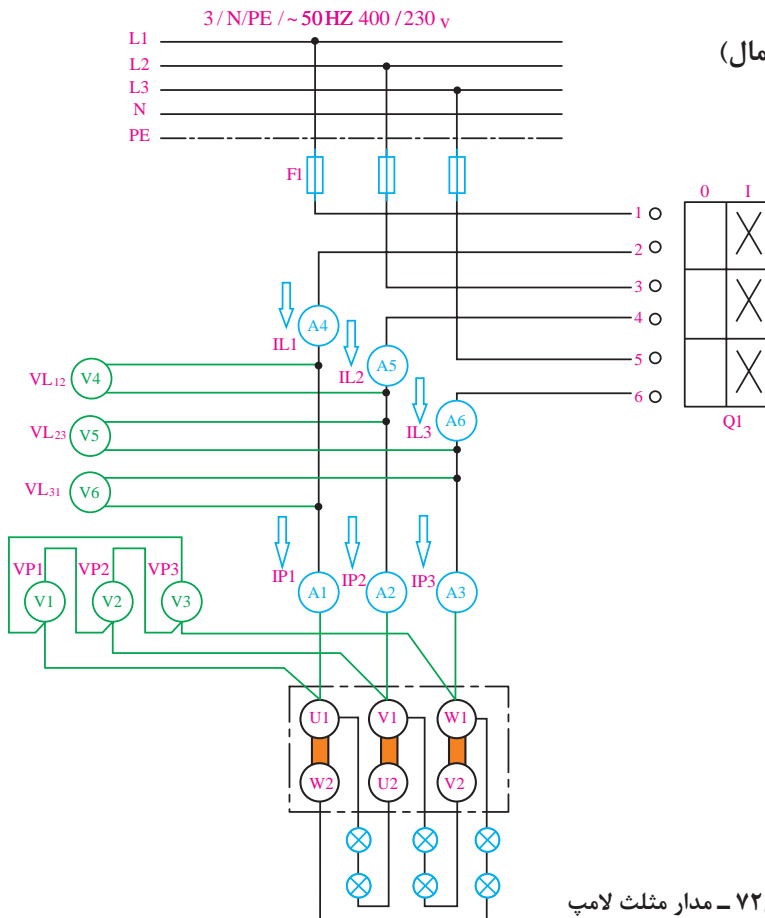 3 / N/PE / ~ 50HZ 400 / 230 v
L1
L2
L3
N
PE
مال)
F1
0 I
1
2
3
4
5
6
Q1
IL1
A4
IL2
A5
IL3
A6
VL12
V4
VL23
V5
VL31
V6
IP1
IP2
IP3
VP1
VP2
VP3
V1
V2
V3
A1
A2
A3
U1
V1
W1
W2
U2
V2
۷۲ – مدار مثلث لامپ